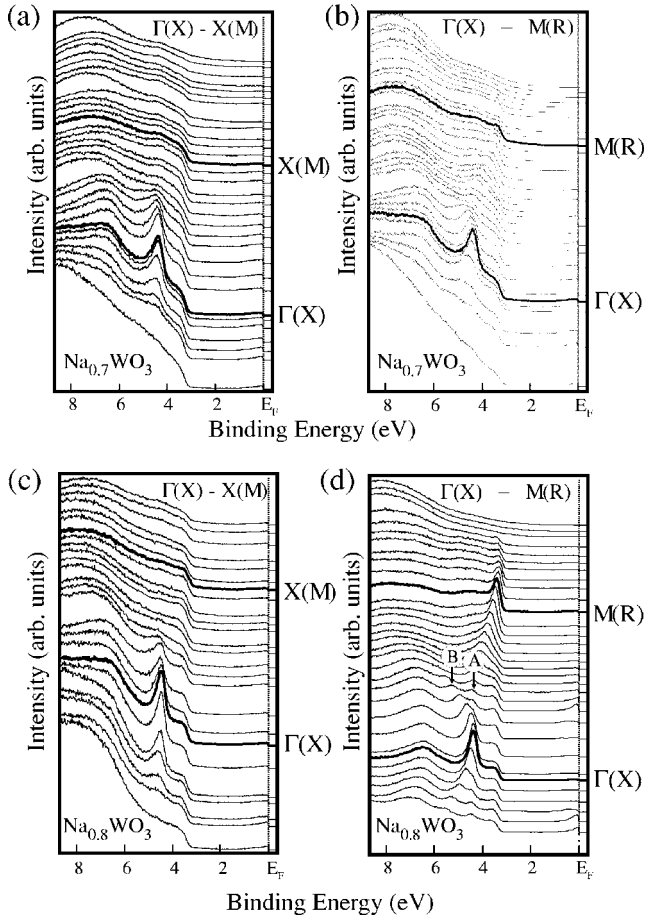 (a)
Γ(X) - X(M)
Intensity (arb. units)
X(M)
Γ(X)
Na0.7WO3
8 6 4 2 EF
(b)
Γ(X) – M(R)
Intensity (arb. units)
M(R)
Γ(X)
Na0.7WO3
8 6 4 2 EF
Binding Energy (eV)
(c)
Γ(X) - X(M)
Intensity (arb. units)
X(M)
Γ(X)
Na0.8WO3
8 6 4 2 EF
(d)
Γ(X) – M(R)
Intensity (arb. units)
B A
M(R)
Γ(X)
Na0.8WO3
8 6 4 2 EF
Binding Energy (eV)